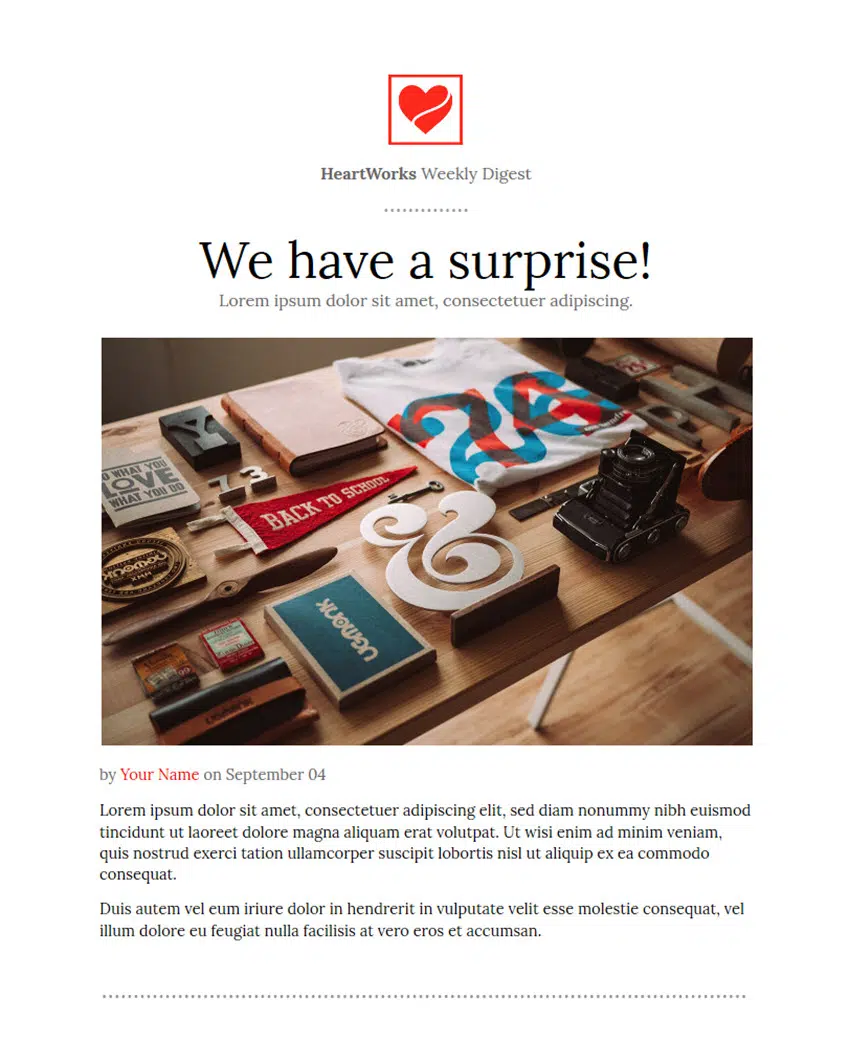 HeartWorks Weekly Digest
We have a surprise!
Lorem ipsum dolor sit amet, consectetuer adipiscing.
Y
26
P
WHAT YOU
LOVE
WHAT YOU DO
7 3
BACK TO SCHOOL
&
UGMONK
by Your Name on September 04
Lorem ipsum dolor sit amet, consectetuer adipiscing elit, sed diam nonummy nibh euismod
tincidunt ut laoreet dolore magna aliquam erat volutpat. Ut wisi enim ad minim veniam,
quis nostrud exerci tation ullamcorper suscipit lobortis nisl ut aliquip ex ea commodo
consequat.
Duis autem vel eum iriure dolor in hendrerit in vulputate velit esse molestie consequat, vel
illum dolore eu feugiat nulla facilisis at vero eros et accumsan.